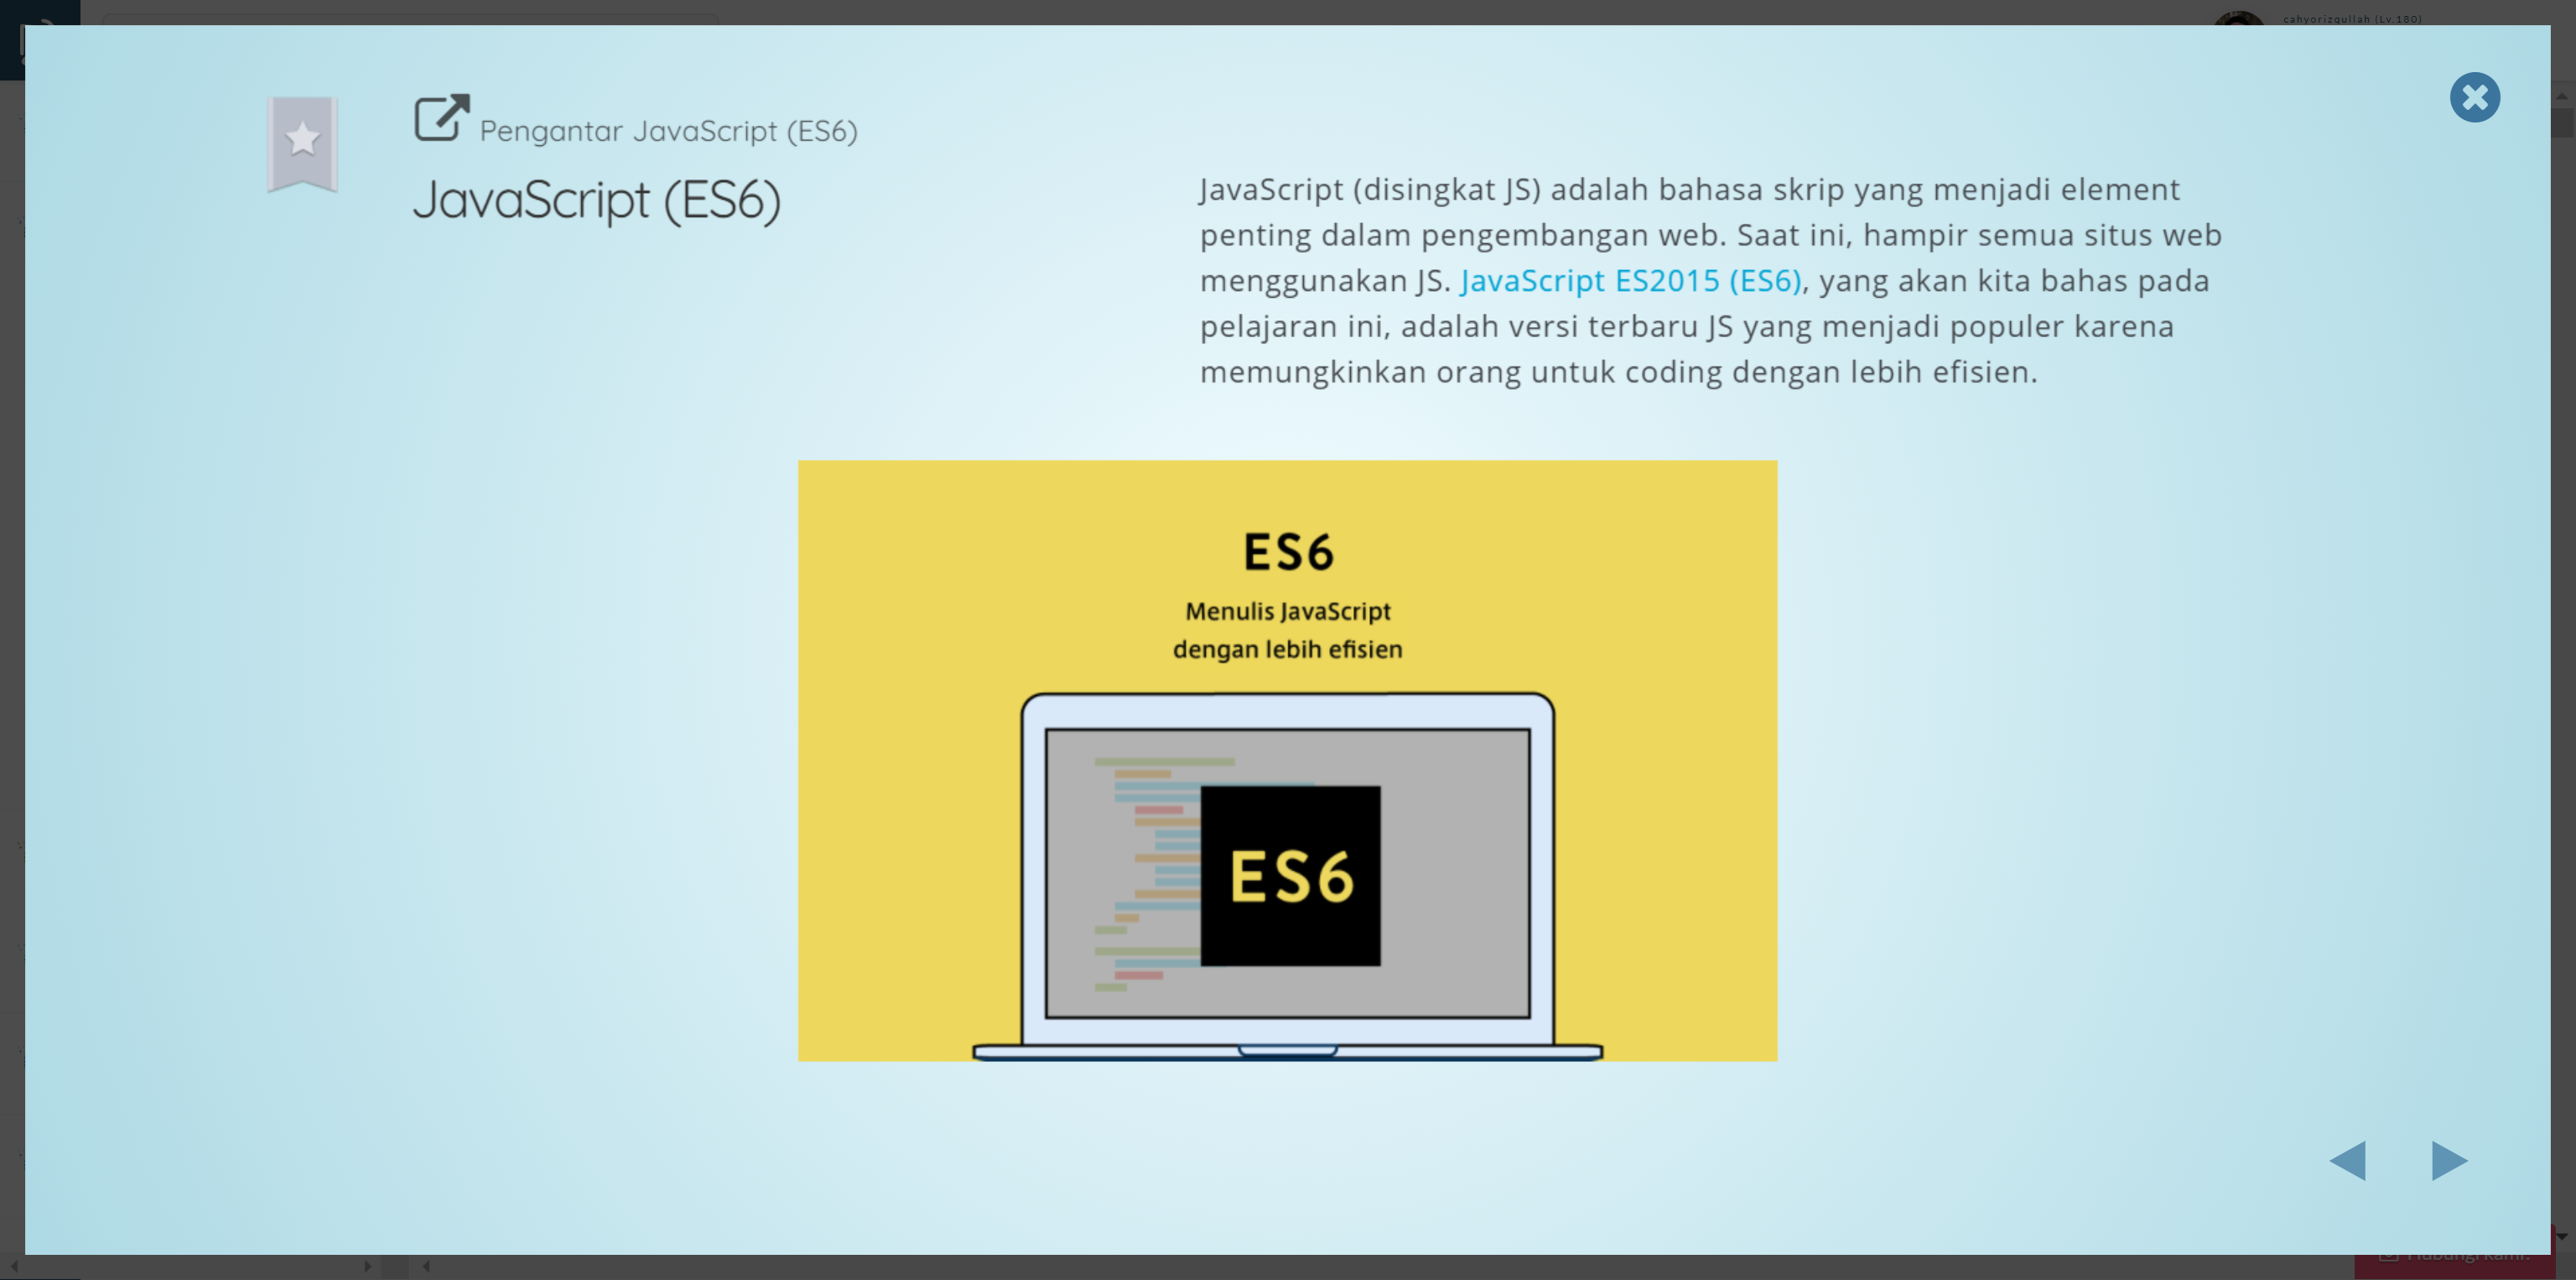 cahyorizqullah (Lv.180)
Pengantar JavaScript (ES6)
JavaScript (ES6)
JavaScript (disingkat JS) adalah bahasa skrip yang menjadi element
penting dalam pengembangan web. Saat ini, hampir semua situs web
menggunakan JS. JavaScript ES2015 (ES6), yang akan kita bahas pada
pelajaran ini, adalah versi terbaru JS yang menjadi populer karena
memungkinkan orang untuk coding dengan lebih efisien.
ES6
Menulis JavaScript
dengan lebih efisien
ES6